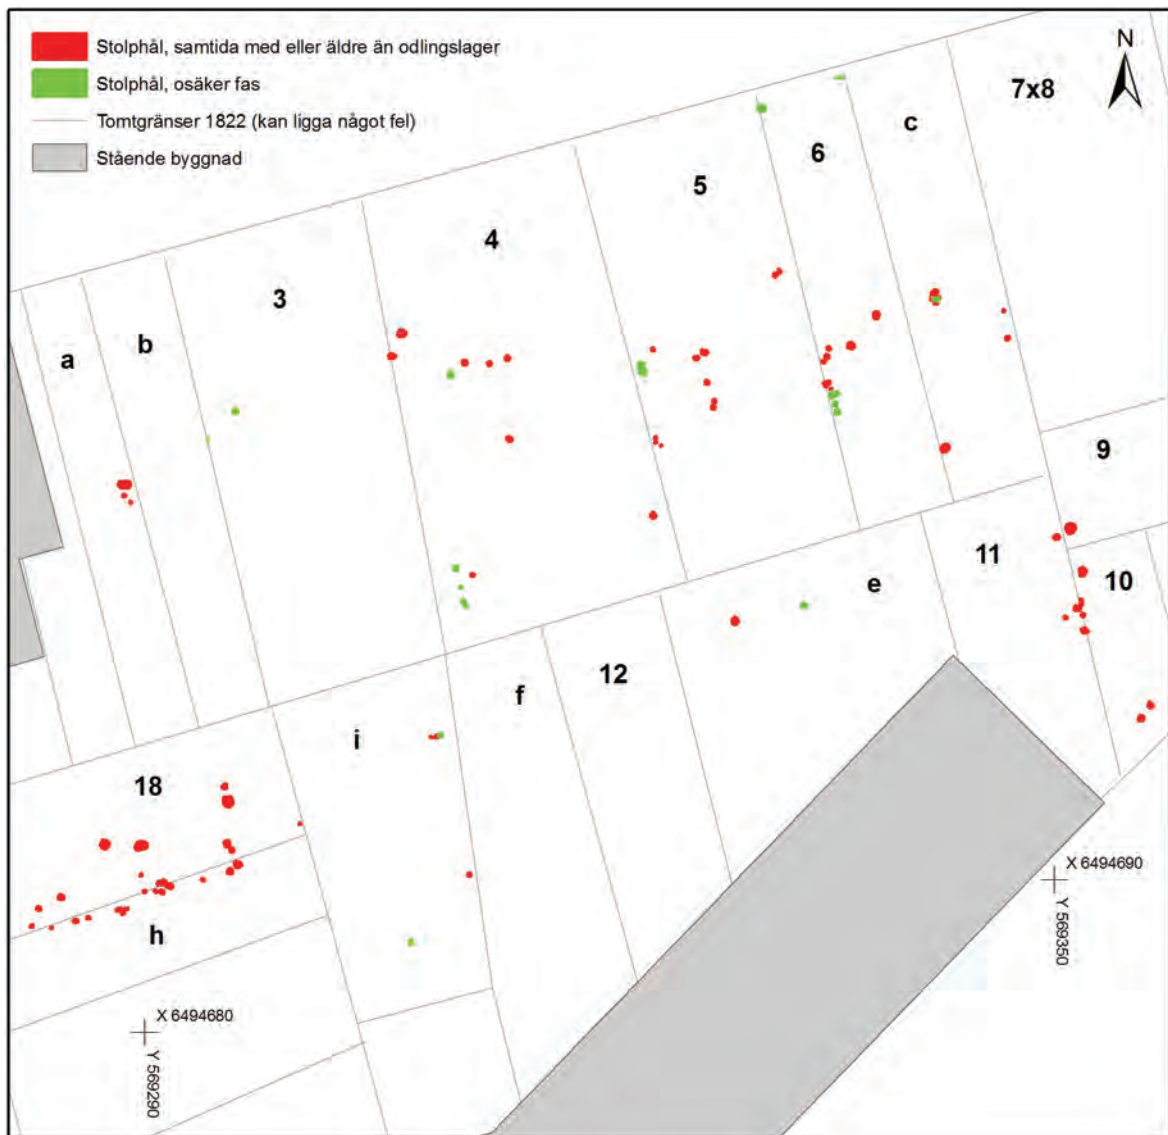 Stolphål, samtida med eller äldre än odlingslager
Stolphål, osäker fas
Tomtgränser 1822 (kan ligga något fel)
Stående byggnad
N
7x8
c
6
5
4
3
b
a
9
11
10
e
12
f
i
18
h
X 6494690
Y 569350
X 6494680
Y 569290